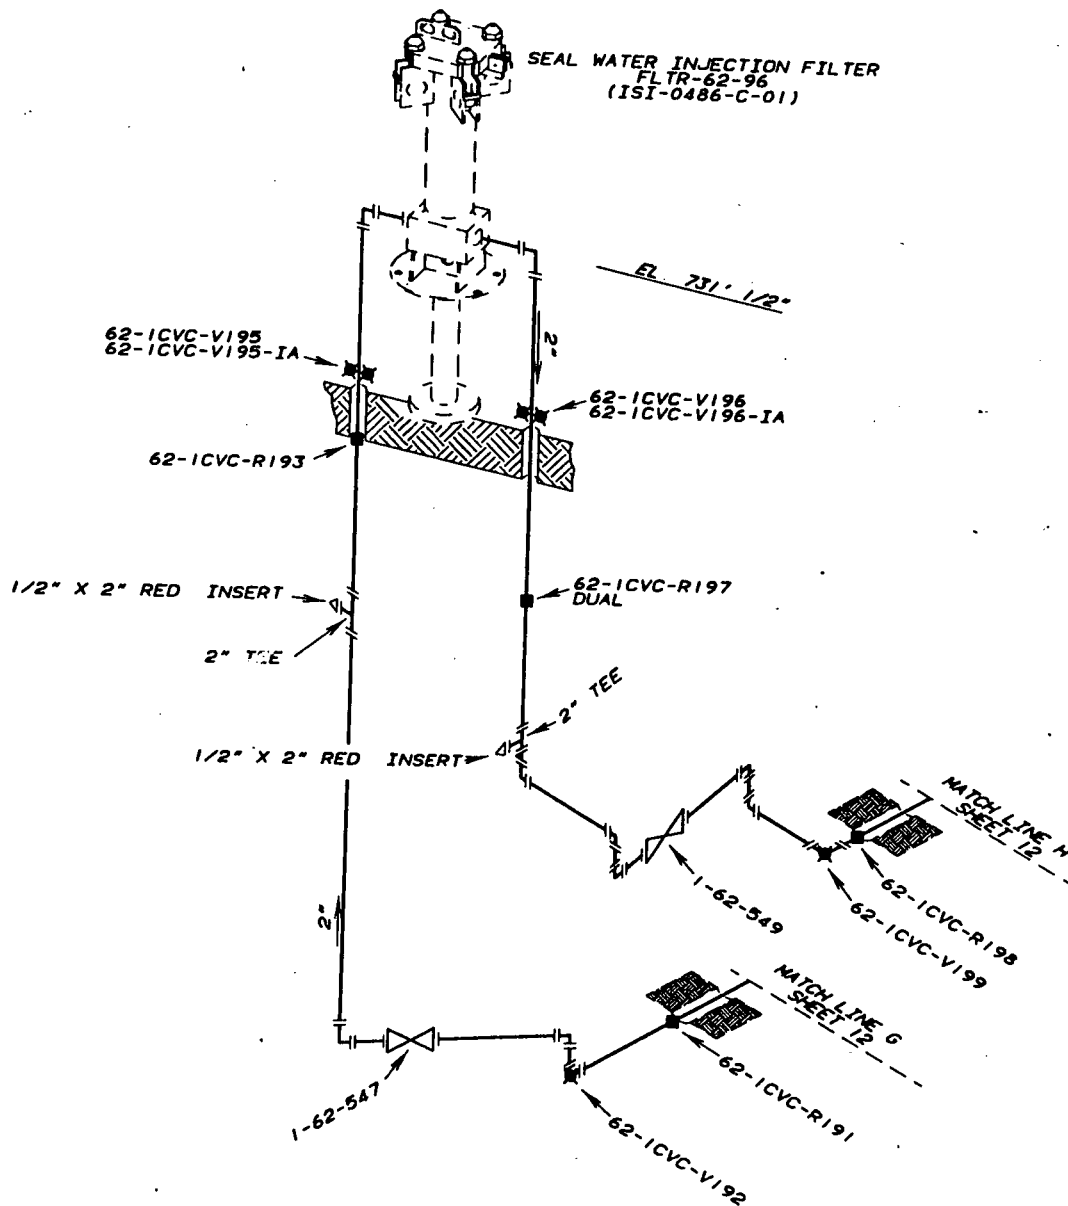 SEAL WATER INJECTION FILTER
FLTR-62-96
(ISI-0486-C-01)
EL 731' 1/2"
2"
62-1CVC-V195
62-1CVC-V195-IA
62-1CVC-V196
62-1CVC-V196-IA
62-1CVC-R193
1/2" X 2" RED INSERT
62-1CVC-R197
DUAL
2" TEE
2" TEE
1/2" X 2" RED INSERT
MATCH LINE H
SHEET 12
1-62-549
62-1CVC-R198
62-1CVC-V199
2"
MATCH LINE G
SHEET 12
1-62-547
62-1CVC-R191
62-1CVC-V192